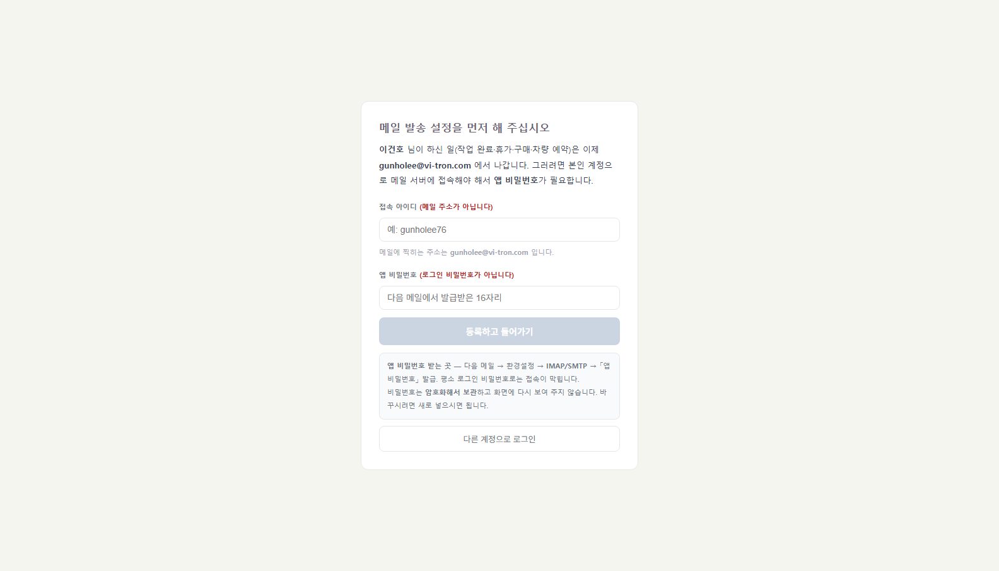 메일 발송 설정을 먼저 해 주십시오
이건호 님이 하신 일(작업 완료·휴가·구매·차량 예약)은 이제
gunholee@vi-tron.com 에서 나갑니다. 그러려면 본인 계정으
로 메일 서버에 접속해야 해서 앱 비밀번호가 필요합니다.
접속 아이디 (메일 주소가 아닙니다)
예: gunholee76
메일에 찍히는 주소는 gunholee@vi-tron.com 입니다.
앱 비밀번호 (로그인 비밀번호가 아닙니다)
다음 메일에서 발급받은 16자리
등록하고 들어가기
앱 비밀번호 받는 곳 — 다음 메일 → 환경설정 → IMAP/SMTP → 「앱
비밀번호」 발급. 평소 로그인 비밀번호로는 접속이 막힙니다.
비밀번호는 암호화해서 보관하고 화면에 다시 보여 주지 않습니다. 바
꾸시려면 새로 넣으시면 됩니다.
다른 계정으로 로그인